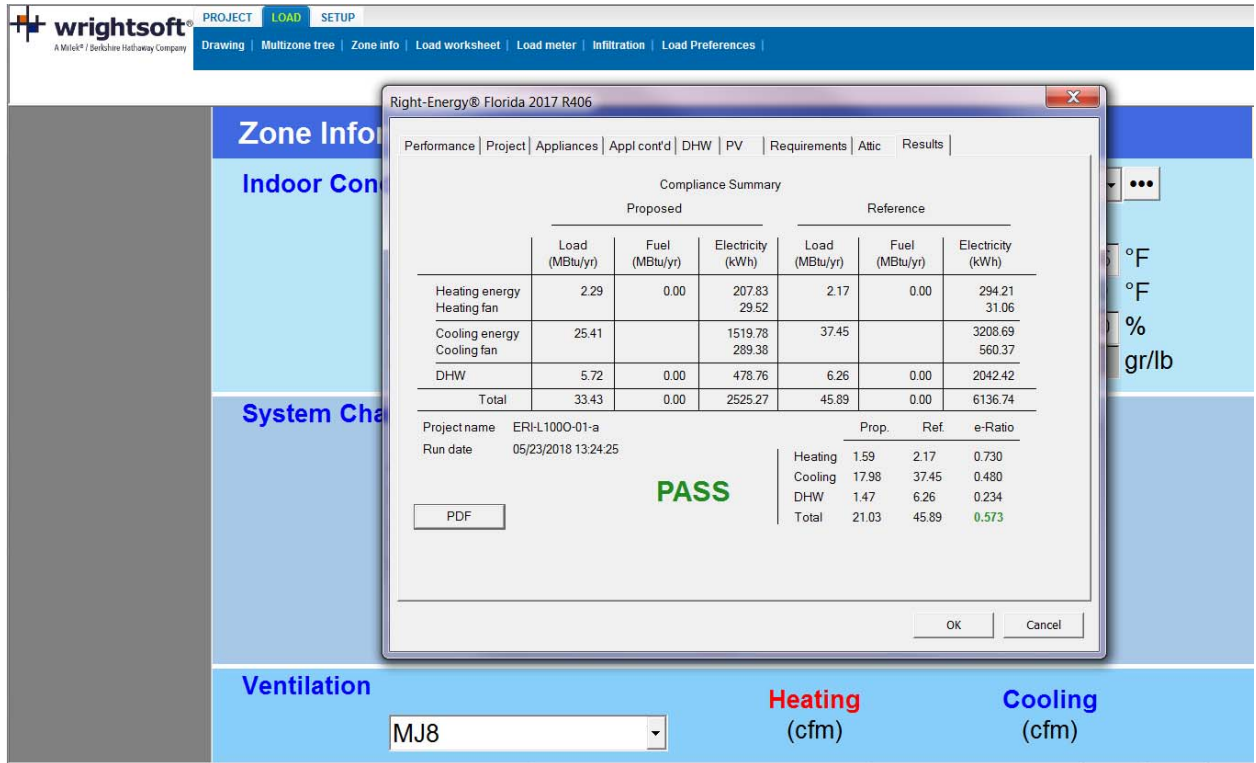 wrightsoft®
A MiTek® / Berkshire Hathaway Company
PROJECT LOAD SETUP
Drawing | Multizone tree | Zone info | Load worksheet | Load meter | Infiltration | Load Preferences |
Right-Energy® Florida 2017 R406
X
Zone Infor
Performance Project Appliances Appl cont'd DHW PV Requirements Attic Results
Indoor Con
Compliance Summary
Proposed Reference
Load Fuel Electricity Load Fuel Electricity
(MBtu/yr) (MBtu/yr) (kWh) (MBtu/yr) (MBtu/yr) (kWh)
°F
Heating energy 2.29 0.00 207.83 2.17 0.00 294.21
Heating fan 29.52 31.06
°F
Cooling energy 25.41 1519.78 37.45 3208.69
Cooling fan 289.38 560.37
%
DHW 5.72 0.00 478.76 6.26 0.00 2042.42
gr/lb
Total 33.43 0.00 2525.27 45.89 0.00 6136.74
System Cha
Project name ERI-L100O-01-a
Run date 05/23/2018 13:24:25
Prop. Ref. e-Ratio
Heating 1.59 2.17 0.730
Cooling 17.98 37.45 0.480
DHW 1.47 6.26 0.234
Total 21.03 45.89 0.573
PASS
PDF
OK Cancel
Ventilation
Heating Cooling
(cfm) (cfm)
MJ8